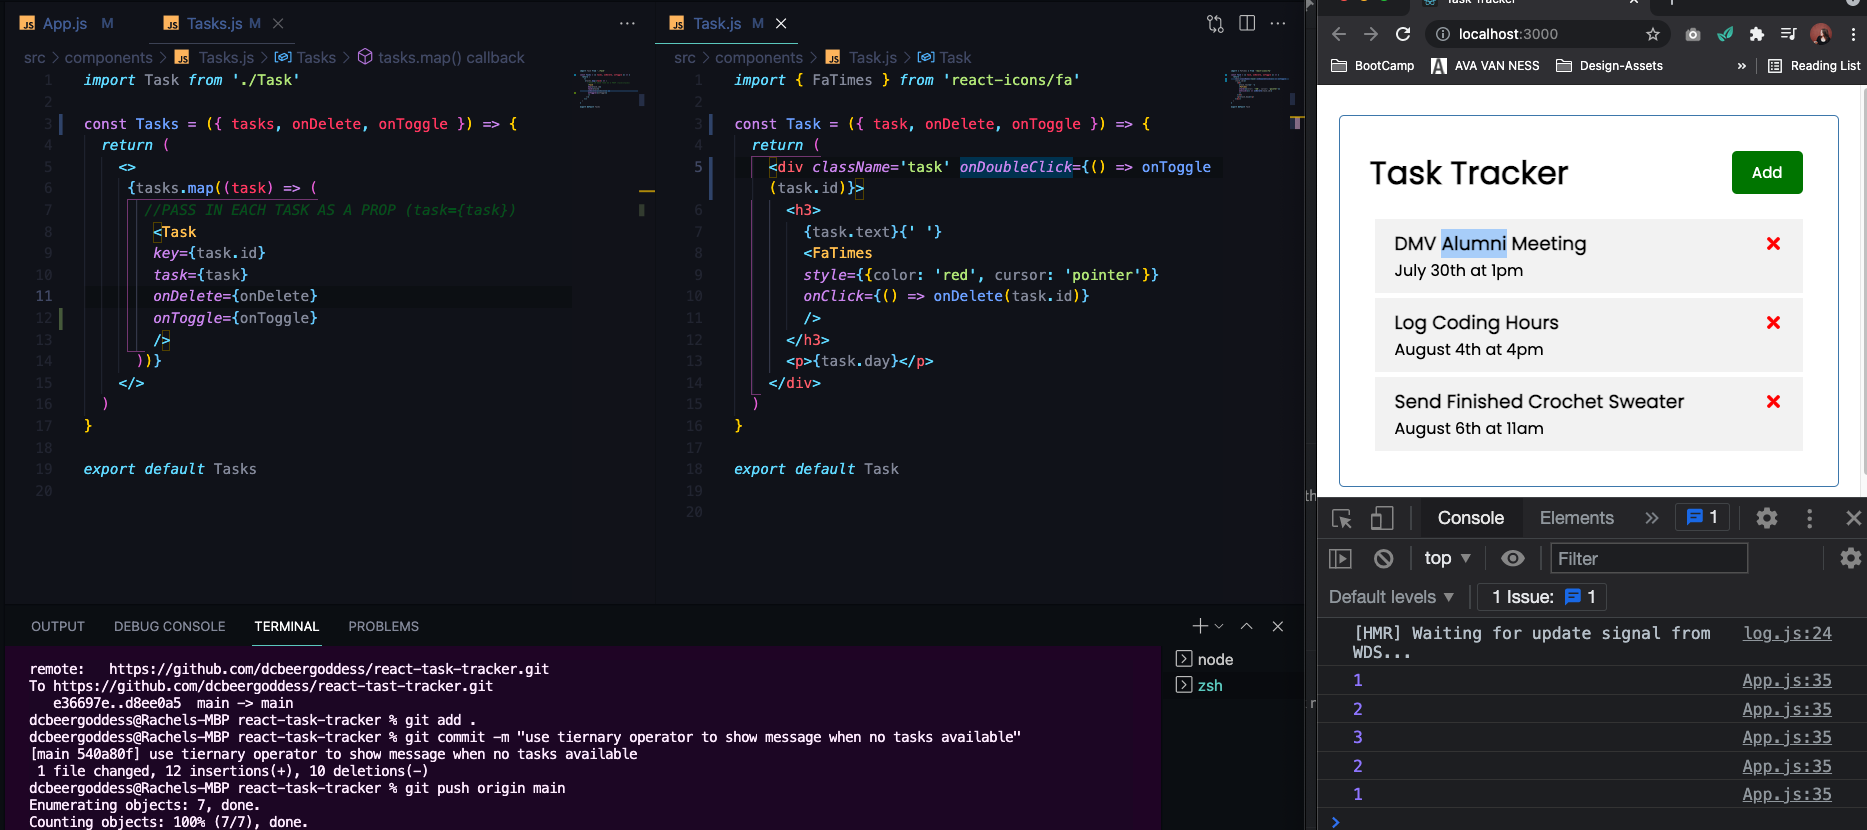 JS App.js M
JS Tasks.js M
src > components > JS Tasks.js > Tasks > tasks.map() callback
1 import Task from './Task'
2
3 const Tasks = ({ tasks, onDelete, onToggle }) => {
4 return (
5 <>
6 {tasks.map((task) => (
7 //PASS IN EACH TASK AS A PROP (task={task})
8 <Task
9 key={task.id}
10 task={task}
11 onDelete={onDelete}
12 onToggle={onToggle}
13 />
14 ))}
15 </>
16 )
17 }
18
19 export default Tasks
20
JS Task.js M
src > components > JS Task.js > Task
1 import { FaTimes } from 'react-icons/fa'
2
3 const Task = ({ task, onDelete, onToggle }) => {
4 return (
5 <div className='task' onDoubleClick={() => onToggle
(task.id)}>
6 <h3>
7 {task.text}{' '}
8 <FaTimes
9 style={{color: 'red', cursor: 'pointer'}}
10 onClick={() => onDelete(task.id)}
11 />
12 </h3>
13 <p>{task.day}</p>
14 </div>
15 )
16 }
17
18 export default Task
19
20
OUTPUT DEBUG CONSOLE TERMINAL PROBLEMS
remote: https://github.com/dcbeergoddess/react-task-tracker.git
To https://github.com/dcbeergoddess/react-tast-tracker.git
e36697e..d8ee0a5 main -> main
dcbeergoddess@Rachels-MBP react-task-tracker % git add .
dcbeergoddess@Rachels-MBP react-task-tracker % git commit -m "use tiernary operator to show message when no tasks available"
[main 540a80f] use tiernary operator to show message when no tasks available
1 file changed, 12 insertions(+), 10 deletions(-)
dcbeergoddess@Rachels-MBP react-task-tracker % git push origin main
Enumerating objects: 7, done.
Counting objects: 100% (7/7), done.
node
zsh
Task Tracker
localhost:3000
BootCamp AVA VAN NESS Design-Assets » Reading List
Task Tracker
Add
DMV Alumni Meeting
July 30th at 1pm
Log Coding Hours
August 4th at 4pm
Send Finished Crochet Sweater
August 6th at 11am
Console Elements » 1
top Filter
Default levels 1 Issue: 1
[HMR] Waiting for update signal from log.js:24
WDS...
1 App.js:35
2 App.js:35
3 App.js:35
2 App.js:35
1 App.js:35
>